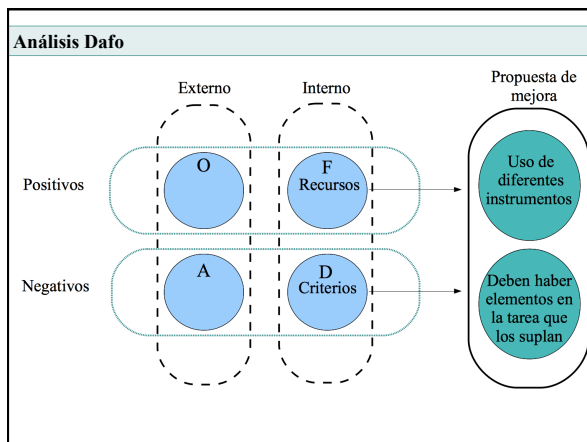 Análisis Dafo
Externo
Interno
Propuesta de
mejora
Positivos
O
F
Recursos
Uso de
diferentes
instrumentos
Negativos
A
D
Criterios
Deben haber
elementos en
la tarea que
los suplan